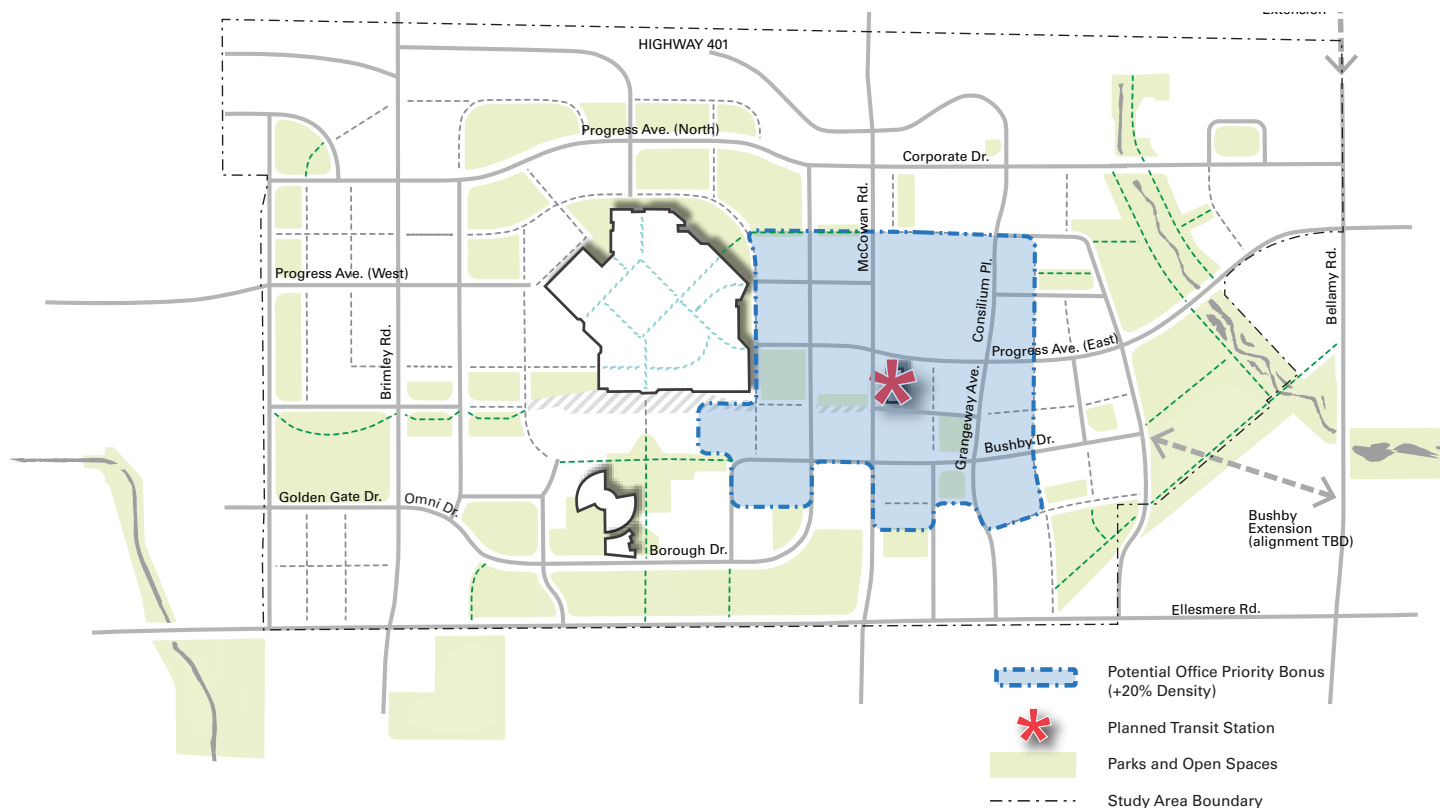 Extension
HIGHWAY 401
Progress Ave. (North)
Corporate Dr.
McCowan Rd.
Progress Ave. (West)
Consilium Pl.
Bellamy Rd.
Brimley Rd.
Progress Ave. (East)
Grangeway Ave.
Bushby Dr.
Golden Gate Dr.
Omni Dr.
Bushby
Extension
(alignment TBD)
Borough Dr.
Ellesmere Rd.
Potential Office Priority Bonus
(+20% Density)
Planned Transit Station
Parks and Open Spaces
Study Area Boundary